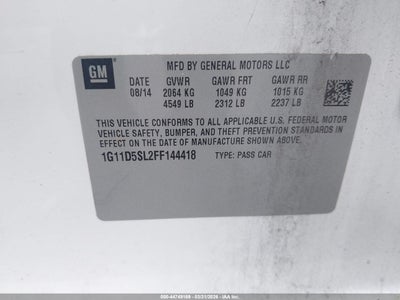 GM
MFD BY GENERAL MOTORS LLC
08/14 GVWR GAWR FRT GAWR RR
2064 KG 1049 KG 1015 KG
4549 LB 2312 LB 2237 LB
THIS VEHICLE CONFORMS TO ALL APPLICABLE U.S. FEDERAL MOTOR
VEHICLE SAFETY, BUMPER, AND THEFT PREVENTION STANDARDS
IN EFFECT ON THE DATE OF MANUFACTURE SHOWN ABOVE.
1G11D5SL2FF144418 TYPE: PASS CAR